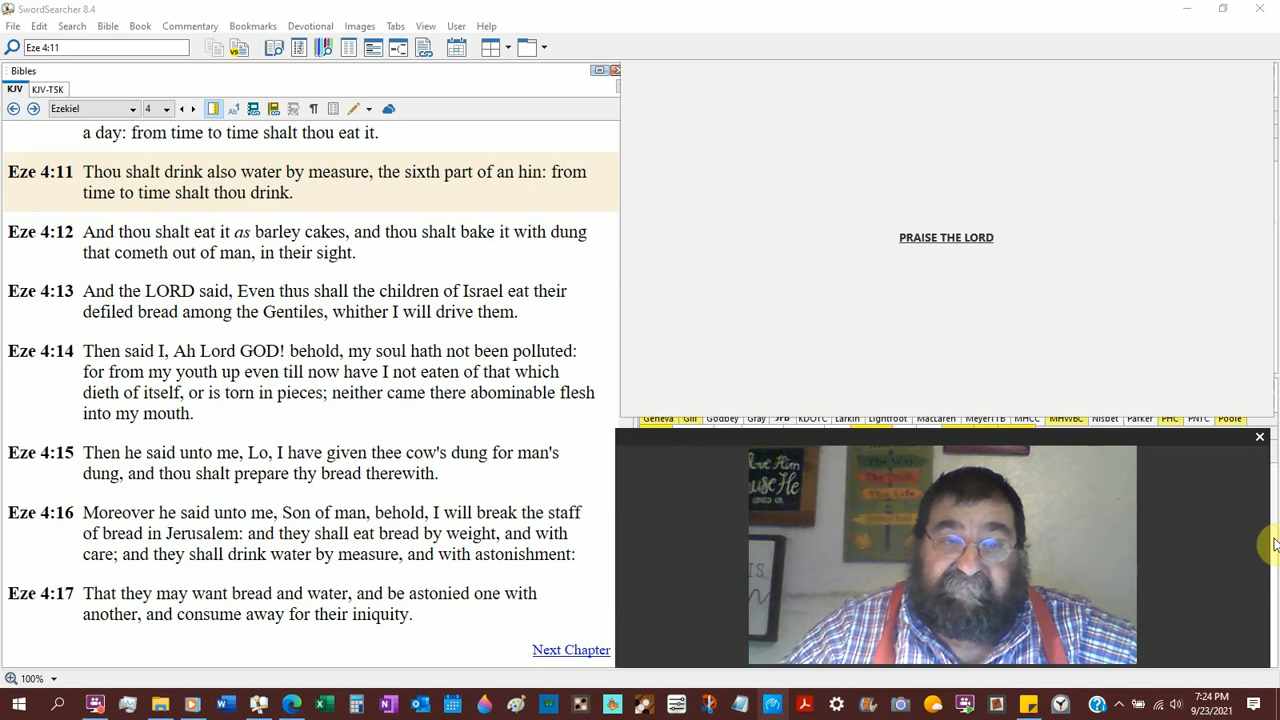 SwordSearcher 8.4
File Edit Search Bible Book Commentary Bookmarks Devotional Images Tabs View User Help
Eze 4:11
Bibles
KJV KJV-TSK
Ezekiel 4
a day: from time to time shalt thou eat it.
Eze 4:11 Thou shalt drink also water by measure, the sixth part of an hin: from
time to time shalt thou drink.
Eze 4:12 And thou shalt eat it as barley cakes, and thou shalt bake it with dung
that cometh out of man, in their sight.
Eze 4:13 And the LORD said, Even thus shall the children of Israel eat their
defiled bread among the Gentiles, whither I will drive them.
Eze 4:14 Then said I, Ah Lord GOD! behold, my soul hath not been polluted:
for from my youth up even till now have I not eaten of that which
dieth of itself, or is torn in pieces; neither came there abominable flesh
into my mouth.
Eze 4:15 Then he said unto me, Lo, I have given thee cow's dung for man's
dung, and thou shalt prepare thy bread therewith.
Eze 4:16 Moreover he said unto me, Son of man, behold, I will break the staff
of bread in Jerusalem: and they shall eat bread by weight, and with
care; and they shall drink water by measure, and with astonishment:
Eze 4:17 That they may want bread and water, and be astonied one with
another, and consume away for their iniquity.
Next Chapter
100%
PRAISE THE LORD
Geneva Gill Godbey Gray JFB KDOTC Larkin Lightfoot MacLaren MeyerTTB MHCC MHWBC Nisbet Parker PHC PNTC Poole
The Way
The Truth
The Life
7:24 PM
9/23/2021